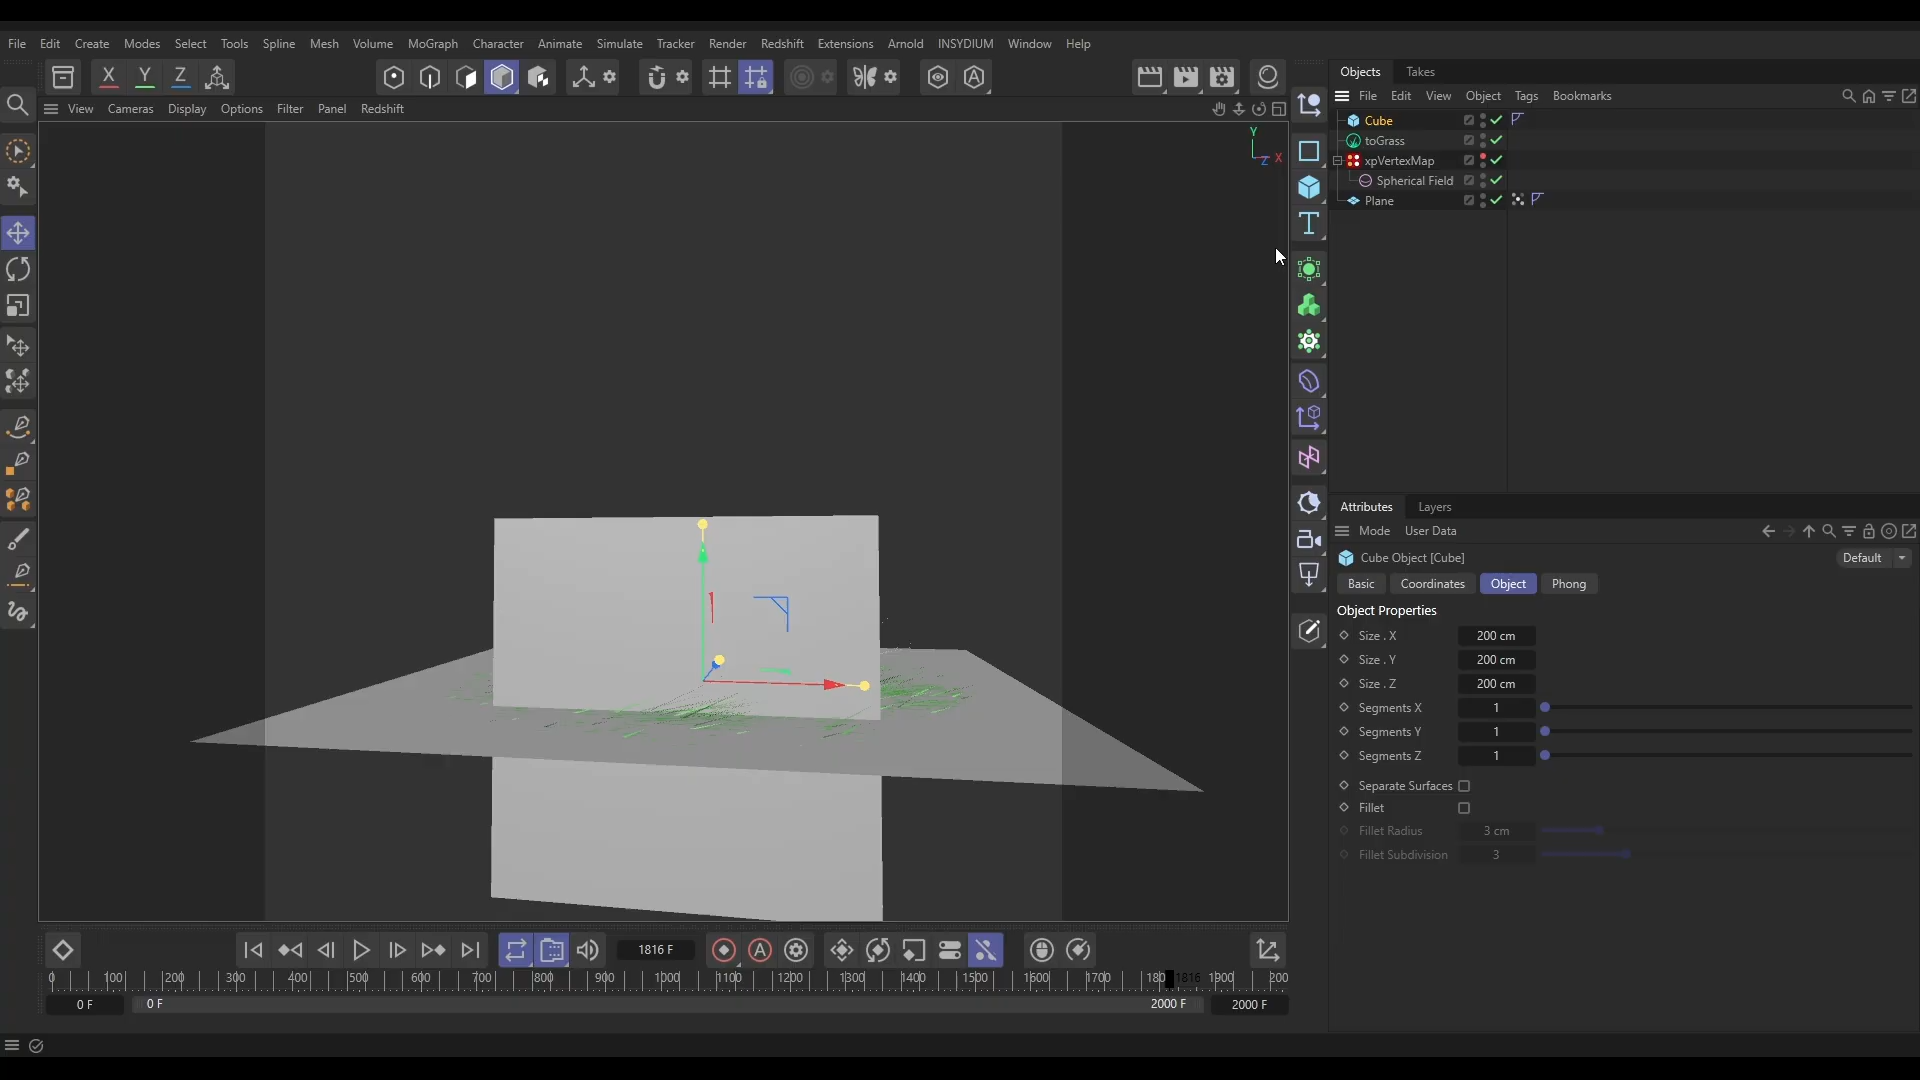 File Edit Create Modes Select Tools Spline Mesh Volume MoGraph Character Animate Simulate Tracker Render Redshift Extensions Arnold INSYDIUM Window Help
X Y Z
View Cameras Display Options Filter Panel Redshift
Y
Z X
Objects Takes
File Edit View Object Tags Bookmarks
Cube
toGrass
xpVertexMap
Spherical Field
Plane
Attributes Layers
Mode User Data
Cube Object [Cube]
Default
Basic Coordinates Object Phong
Object Properties
Size . X 200 cm
Size . Y 200 cm
Size . Z 200 cm
Segments X 1
Segments Y 1
Segments Z 1
Separate Surfaces
Fillet
Fillet Radius 3 cm
Fillet Subdivision 3
1816 F
0 100 200 300 400 500 600 700 800 900 1000 1100 1200 1300 1400 1500 1600 1700 180 1816 1900 200
0 F 0 F 2000 F 2000 F